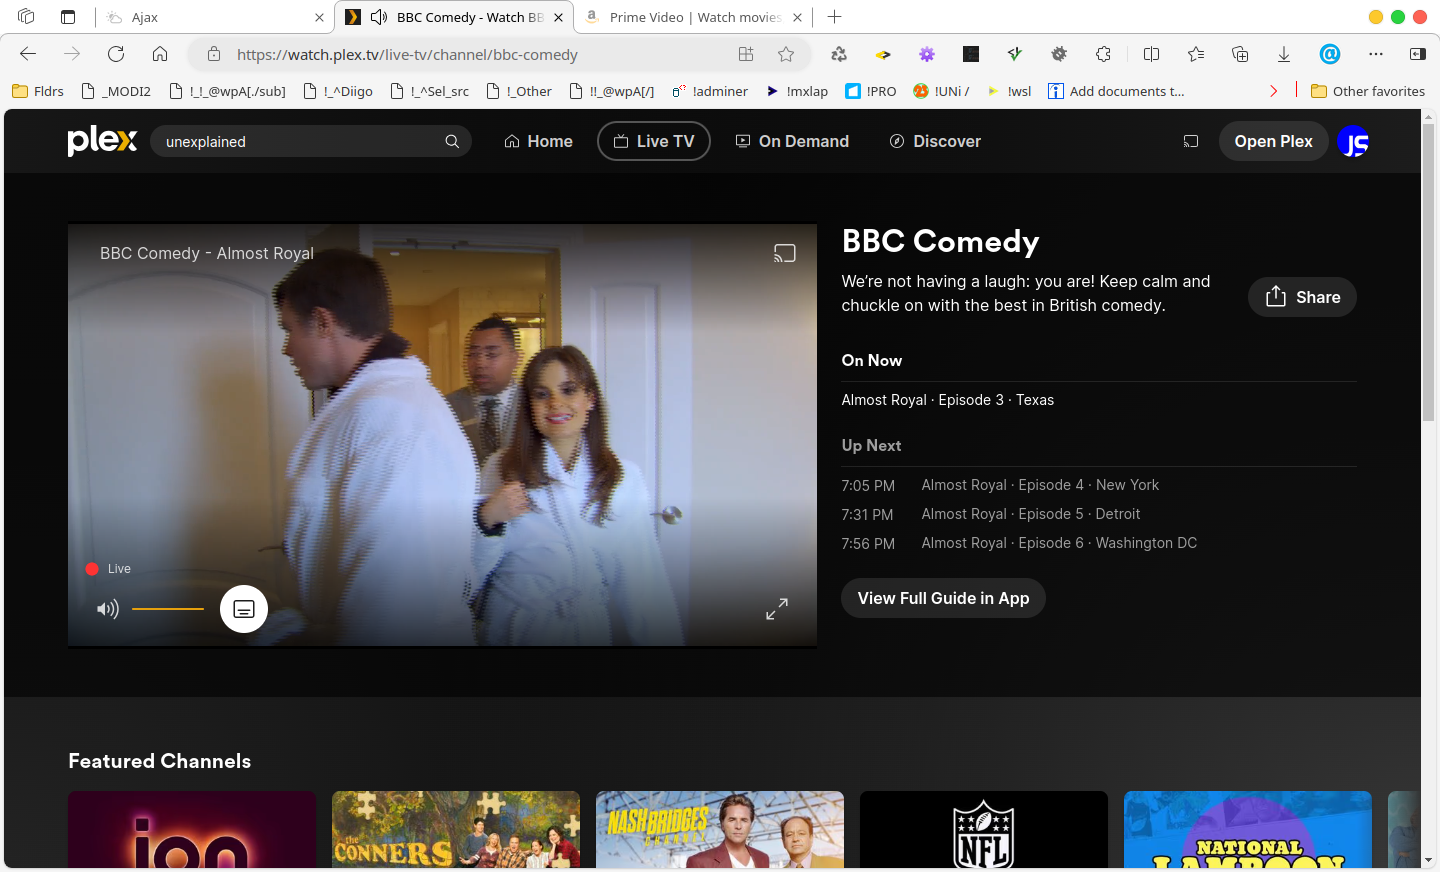 Ajax
BBC Comedy - Watch BB
Prime Video | Watch movies
https://watch.plex.tv/live-tv/channel/bbc-comedy
Fldrs
_MODI2
!_!_@wpA[./sub]
!_^Diigo
!_^Sel_src
!_Other
!!_@wpA[/]
!adminer
!mxlap
!PRO
!UNi /
!wsl
Add documents t...
Other favorites
plex
unexplained
Home
Live TV
On Demand
Discover
Open Plex
JS
BBC Comedy - Almost Royal
Live
BBC Comedy
We're not having a laugh: you are! Keep calm and
chuckle on with the best in British comedy.
Share
On Now
Almost Royal · Episode 3 · Texas
Up Next
7:05 PM Almost Royal · Episode 4 · New York
7:31 PM Almost Royal · Episode 5 · Detroit
7:56 PM Almost Royal · Episode 6 · Washington DC
View Full Guide in App
Featured Channels
ion
the
CONNERS
NASH BRIDGES
CHANNEL
NFL
NATIONAL
LAMPOON